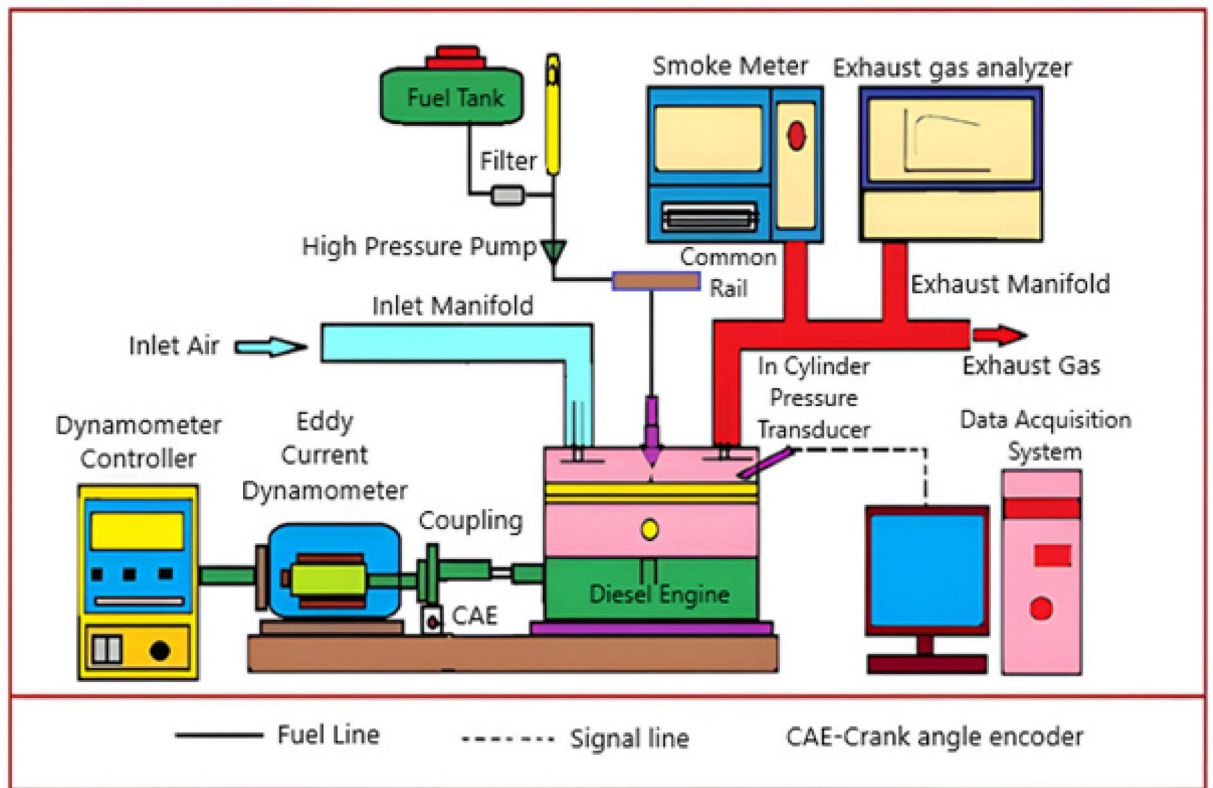 Fuel Tank
Filter
High Pressure Pump
Smoke Meter
Exhaust gas analyzer
Common
Rail
Exhaust Manifold
Inlet Manifold
Inlet Air
Exhaust Gas
In Cylinder
Pressure
Transducer
Dynamometer
Controller
Eddy
Current
Dynamometer
Coupling
CAE
Diesel Engine
Data Acquisition
System
Fuel Line
Signal line
CAE-Crank angle encoder